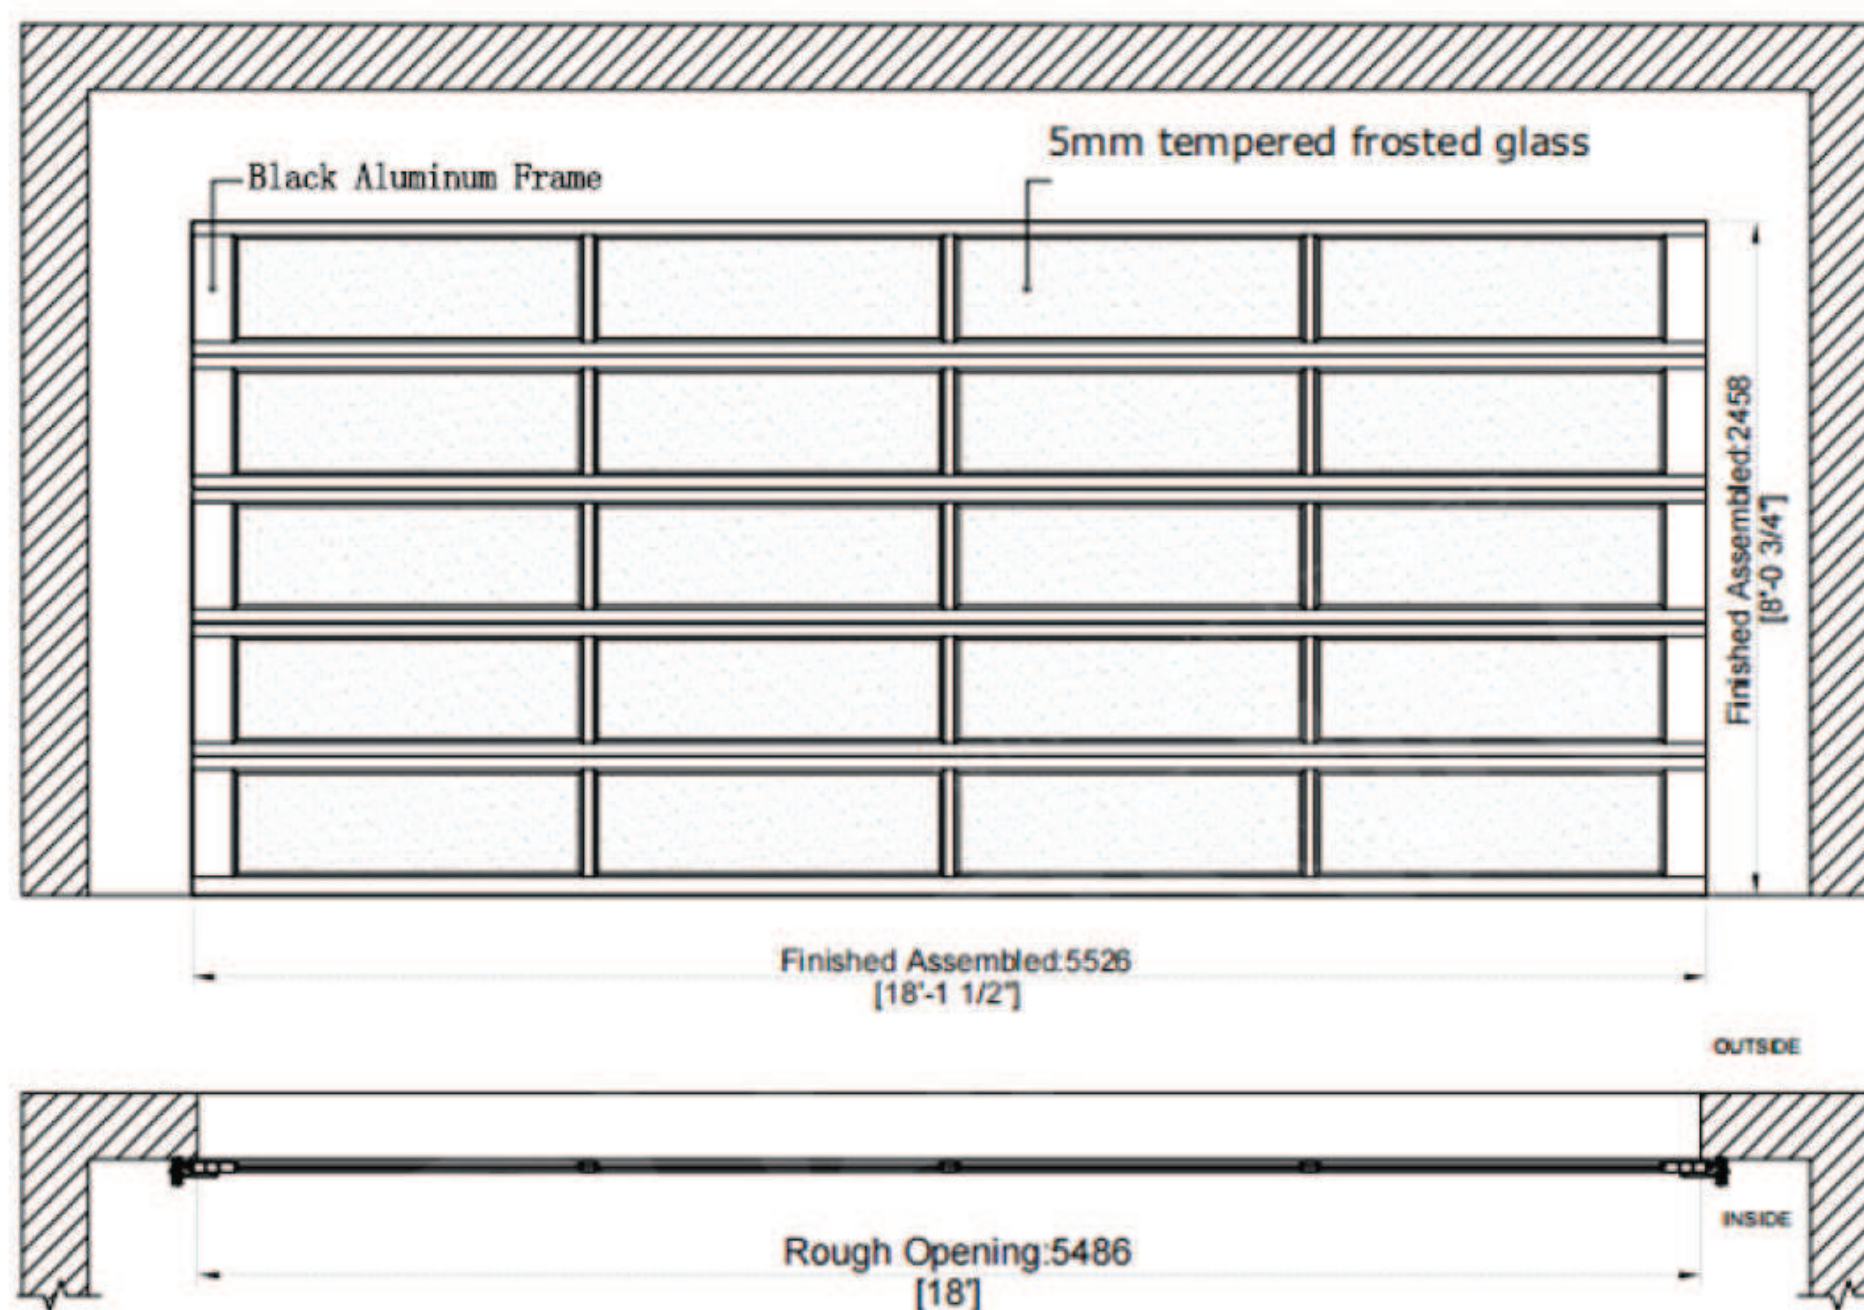 5mm tempered frosted glass
Black Aluminum Frame
Finished Assembled:2458
[8'-0 3/4"]
Finished Assembled:5526
[18'-1 1/2"]
OUTSIDE
INSIDE
Rough Opening:5486
[18']